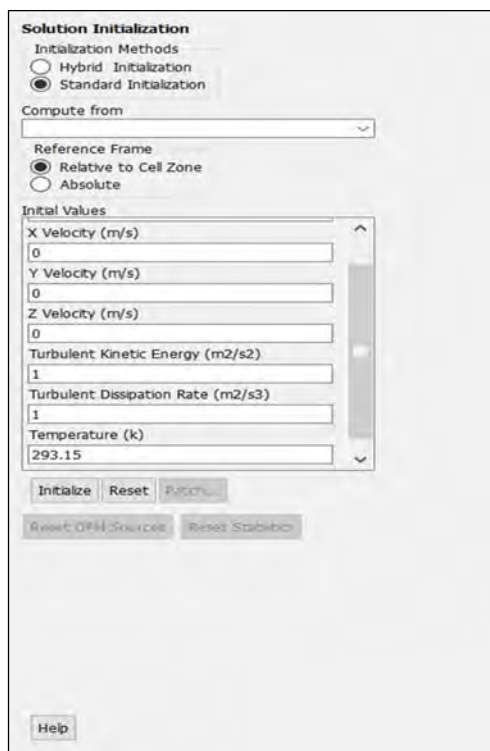 Solution Initialization
Initialization Methods
Hybrid Initialization
Standard Initialization
Compute from
Reference Frame
Relative to Cell Zone
Absolute
Initial Values
X Velocity (m/s)
0
Y Velocity (m/s)
0
Z Velocity (m/s)
0
Turbulent Kinetic Energy (m2/s2)
1
Turbulent Dissipation Rate (m2/s3)
1
Temperature (k)
293.15
Initialize Reset Patch...
Reset DPM Sources Reset Statistics
Help